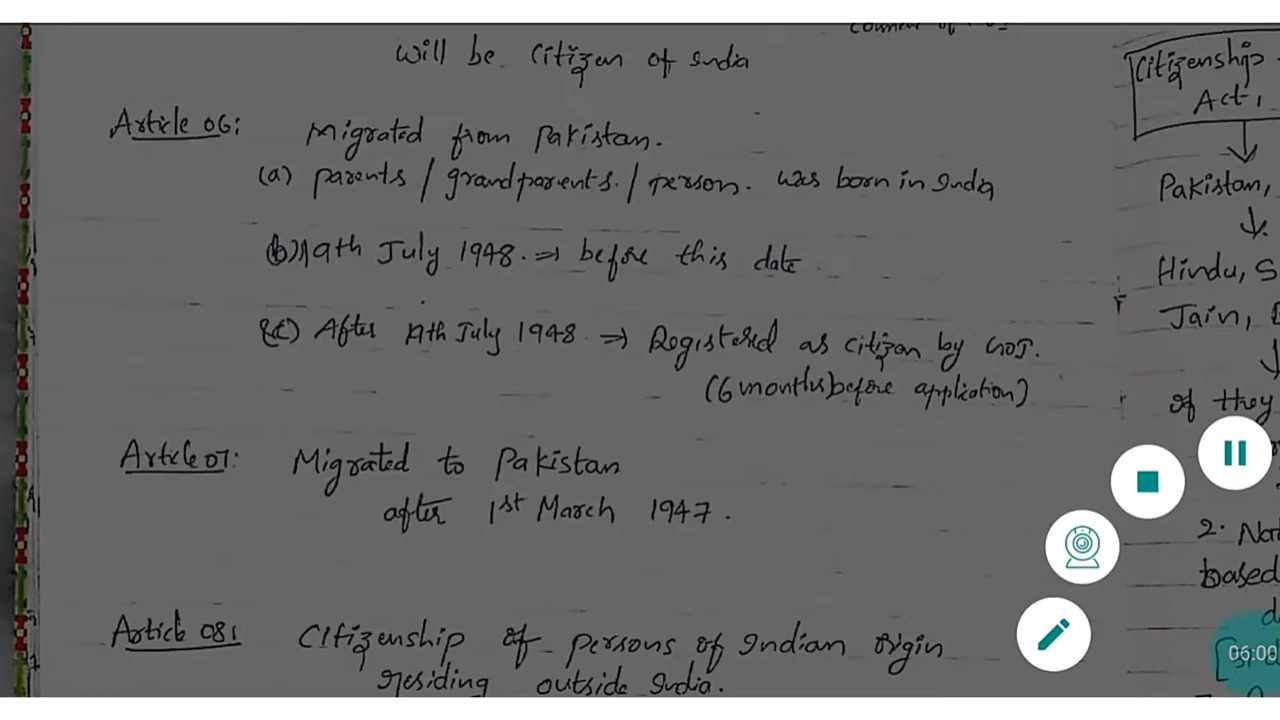 will be citizen of India
Article 06: Migrated from Pakistan.
(a) parents / grandparents. / person. was born in India
(b) 19th July 1948. ⇒ before this date
(c) After 19th July 1948 ⇒ Registered as citizen by GOI.
(6 months) before application)
Article 07: Migrated to Pakistan
after 1st March 1947.
Article 08: Citizenship of persons of Indian origin
residing outside India.
Citizenship
Act,
Pakistan,
Hindu, S
Jain,
of they
2. Not
based
06:00